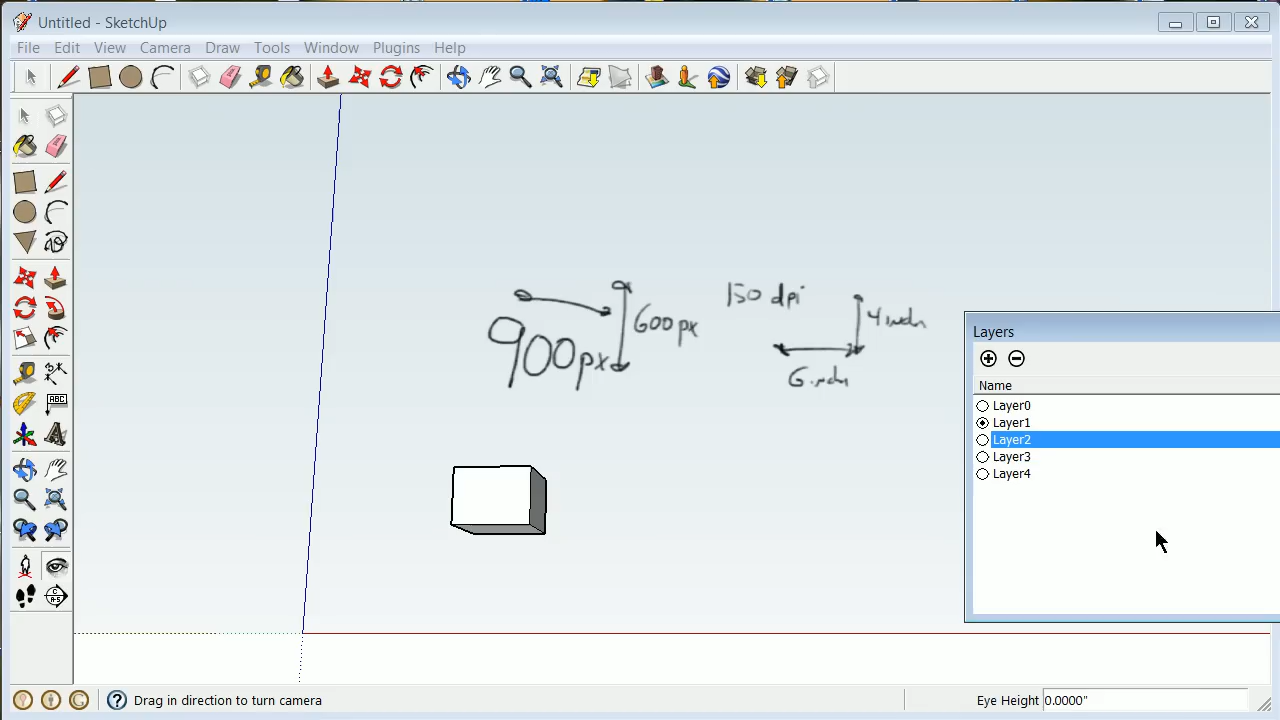 Untitled - SketchUp
File Edit View Camera Draw Tools Window Plugins Help
150 dpi
600px
4 inch
900px
6 inch
Layers
Name
Layer0
Layer1
Layer2
Layer3
Layer4
ABC
Drag in direction to turn camera
Eye Height 0.0000"